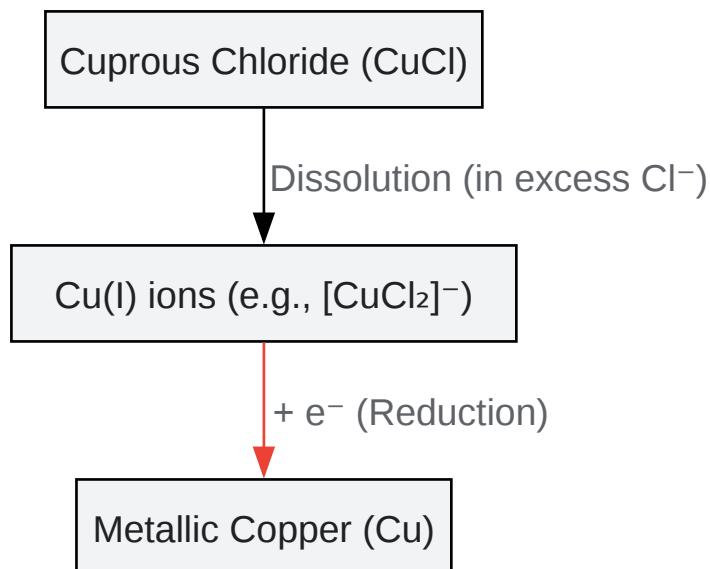 Cuprous Chloride (CuCl)
Dissolution (in excess Cl⁻)
Cu(I) ions (e.g., [CuCl₂]⁻)
+ e⁻ (Reduction)
Metallic Copper (Cu)